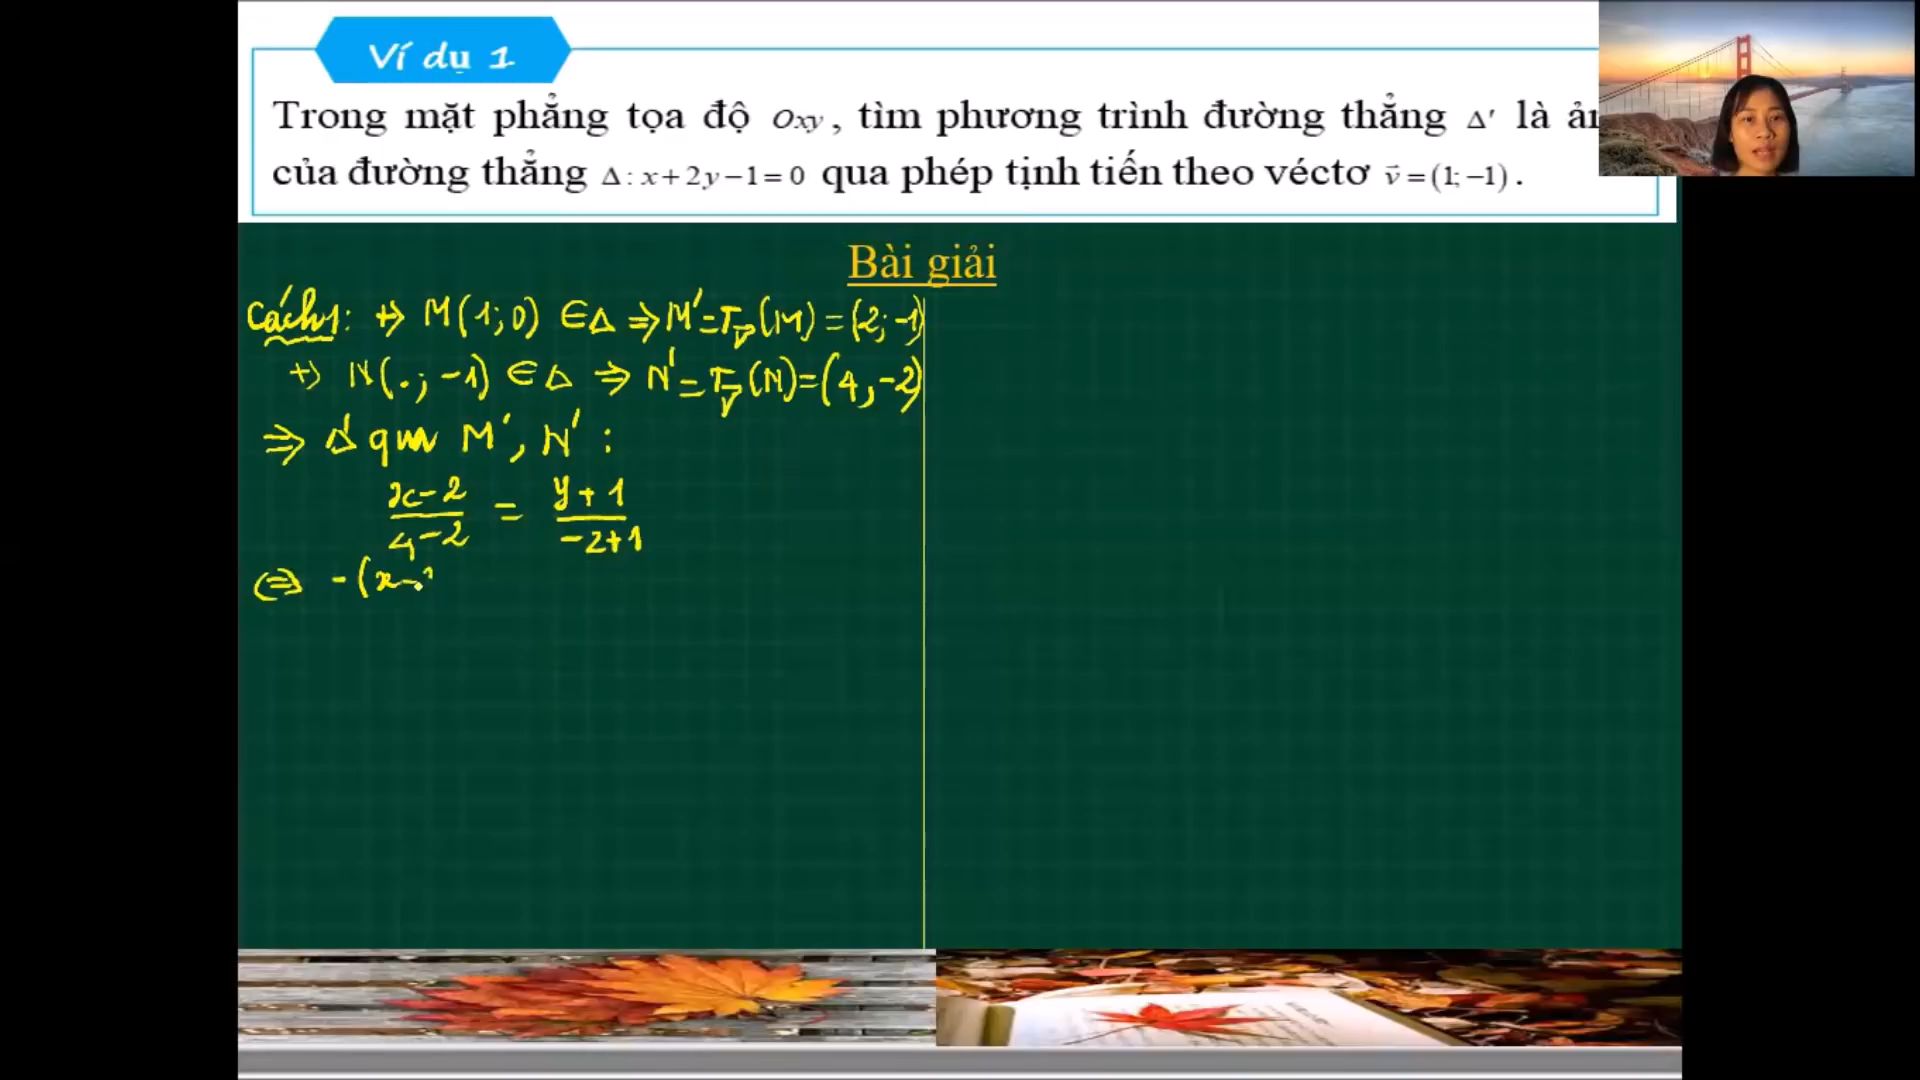 Ví dụ 1
Trong mặt phẳng tọa độ Oxy, tìm phương trình đường thẳng Δ' là
của đường thẳng Δ: x+2y−1=0 qua phép tịnh tiến theo véctơ v⃗=(1;−1).
Bài giải
Cách 1: +) M(1;0) ∈ Δ ⇒ M'=T_v⃗(M)=(2;-1)
+) N(.;-1) ∈ Δ ⇒ N'=T_v⃗(N)=(4,-2)
⇒ Δ' qua M', N' :
(x-2)/(4-2) = (y+1)/(-2+1)
⇔ -(x-